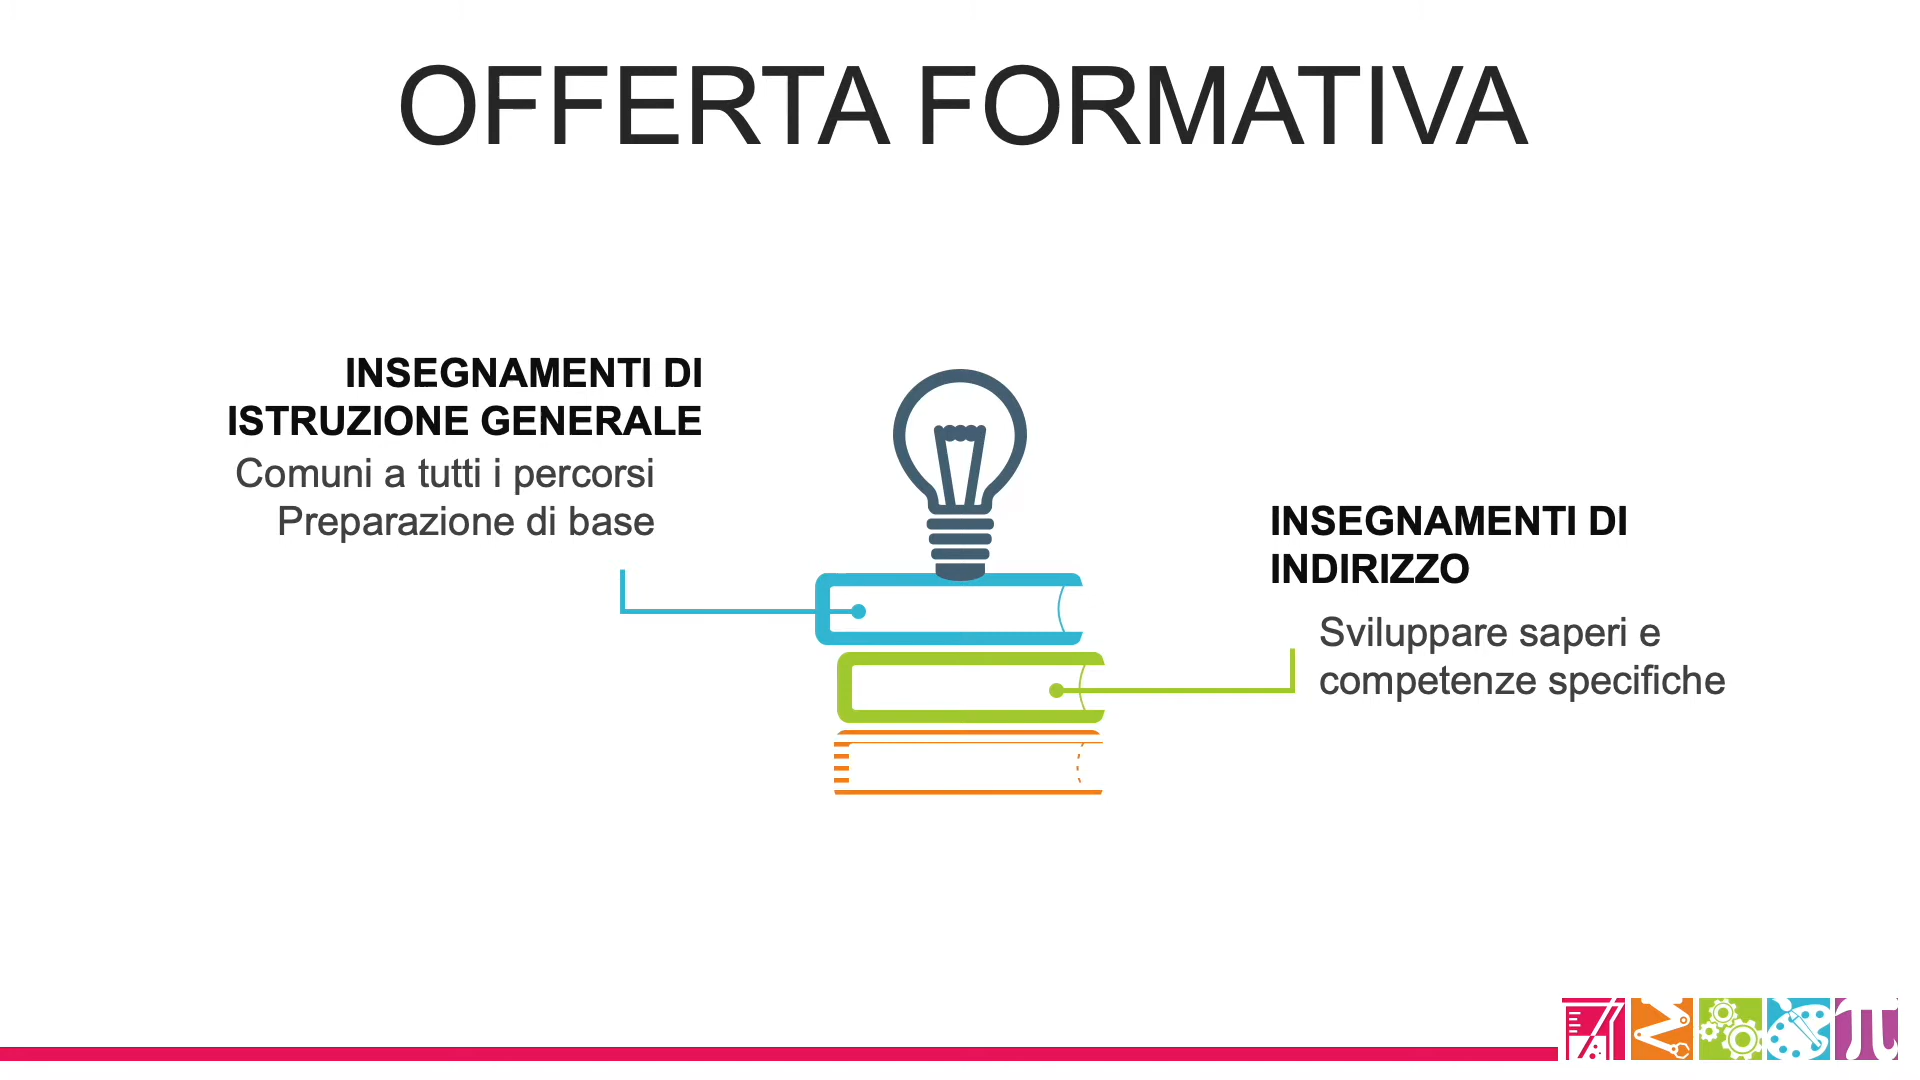 OFFERTA FORMATIVA
INSEGNAMENTI DI
ISTRUZIONE GENERALE
Comuni a tutti i percorsi
Preparazione di base
INSEGNAMENTI DI
INDIRIZZO
Sviluppare saperi e
competenze specifiche
π